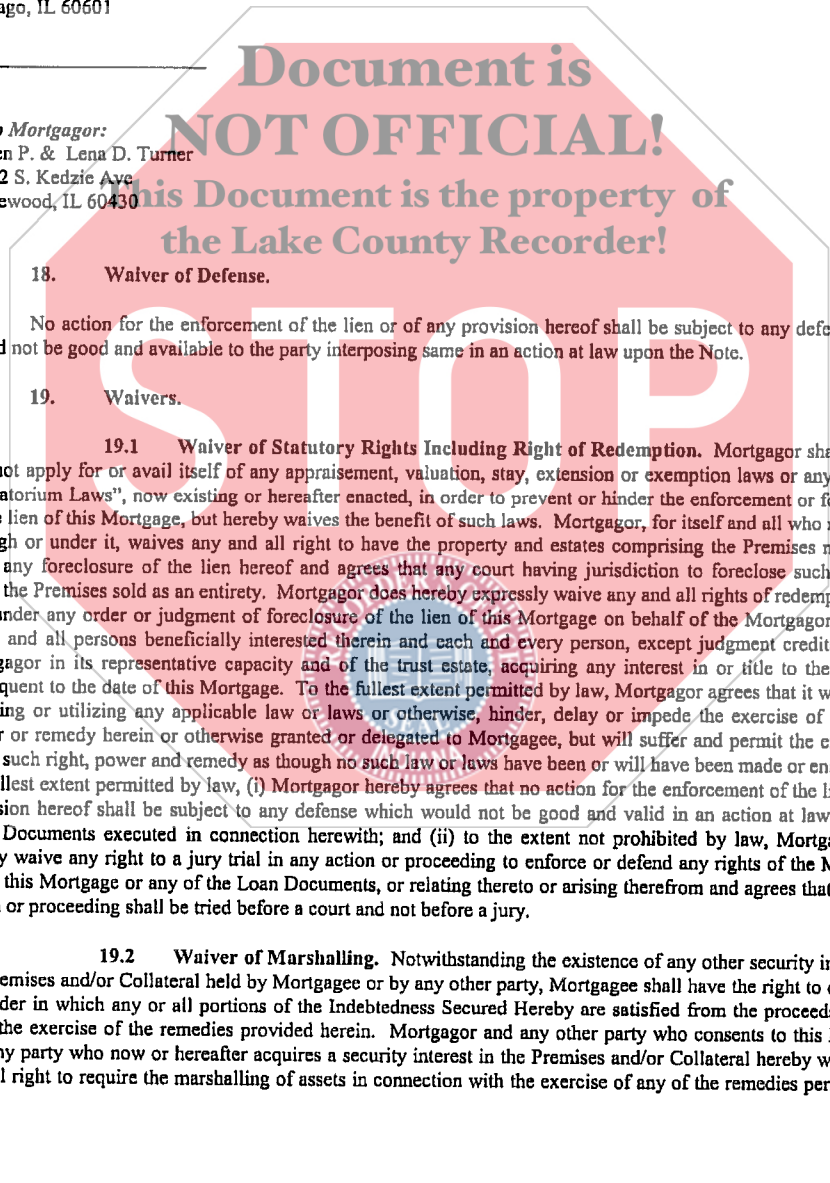 ago, IL 60601
Document is
NOT OFFICIAL!
This Document is the property of
the Lake County Recorder!
STOP
Mortgagor:
en P. & Lena D. Turner
2 S. Kedzie Ave
ewood, IL 60430
18. Waiver of Defense.
No action for the enforcement of the lien or of any provision hereof shall be subject to any defe
d not be good and available to the party interposing same in an action at law upon the Note.
19. Waivers.
19.1 Waiver of Statutory Rights Including Right of Redemption. Mortgagor sha
not apply for or avail itself of any appraisement, valuation, stay, extension or exemption laws or any
atorium Laws”, now existing or hereafter enacted, in order to prevent or hinder the enforcement or fo
e lien of this Mortgage, but hereby waives the benefit of such laws. Mortgagor, for itself and all who
gh or under it, waives any and all right to have the property and estates comprising the Premises
any foreclosure of the lien hereof and agrees that any court having jurisdiction to foreclose such
the Premises sold as an entirety. Mortgagor does hereby expressly waive any and all rights of redemp
under any order or judgment of foreclosure of the lien of this Mortgage on behalf of the Mortgagor
and all persons beneficially interested therein and each and every person, except judgment credit
gagor in its representative capacity and of the trust estate, acquiring any interest in or title to the
quent to the date of this Mortgage. To the fullest extent permitted by law, Mortgagor agrees that it w
ing or utilizing any applicable law or laws or otherwise, hinder, delay or impede the exercise of
r or remedy herein or otherwise granted or delegated to Mortgagee, but will suffer and permit the e
such right, power and remedy as though no such law or laws have been or will have been made or en
llest extent permitted by law, (i) Mortgagor hereby agrees that no action for the enforcement of the li
sion hereof shall be subject to any defense which would not be good and valid in an action at law
Documents executed in connection herewith; and (ii) to the extent not prohibited by law, Mortga
y waive any right to a jury trial in any action or proceeding to enforce or defend any rights of the M
this Mortgage or any of the Loan Documents, or relating thereto or arising therefrom and agrees that
or proceeding shall be tried before a court and not before a jury.
19.2 Waiver of Marshalling. Notwithstanding the existence of any other security in
emises and/or Collateral held by Mortgagee or by any other party, Mortgagee shall have the right to
der in which any or all portions of the Indebtedness Secured Hereby are satisfied from the proceed
the exercise of the remedies provided herein. Mortgagor and any other party who consents to this
ny party who now or hereafter acquires a security interest in the Premises and/or Collateral hereby w
l right to require the marshalling of assets in connection with the exercise of any of the remedies per
RECORDER'S OFFICE
INDIANA